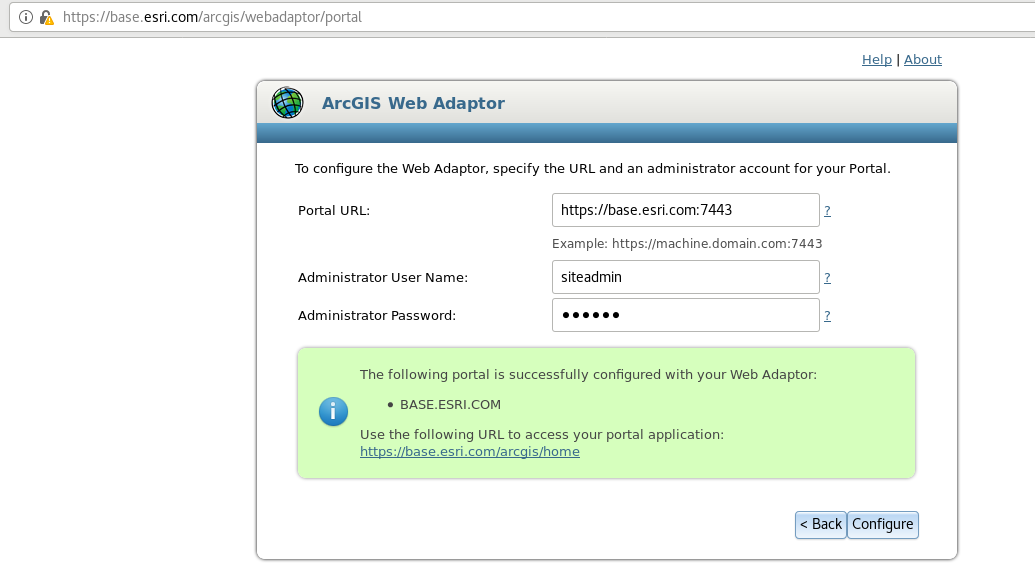 https://base.esri.com/arcgis/webadaptor/portal
Help | About
ArcGIS Web Adaptor
To configure the Web Adaptor, specify the URL and an administrator account for your Portal.
Portal URL: https://base.esri.com:7443 ?
Example: https://machine.domain.com:7443
Administrator User Name: siteadmin ?
Administrator Password: ●●●●●● ?
The following portal is successfully configured with your Web Adaptor:
• BASE.ESRI.COM
Use the following URL to access your portal application:
https://base.esri.com/arcgis/home
< Back Configure